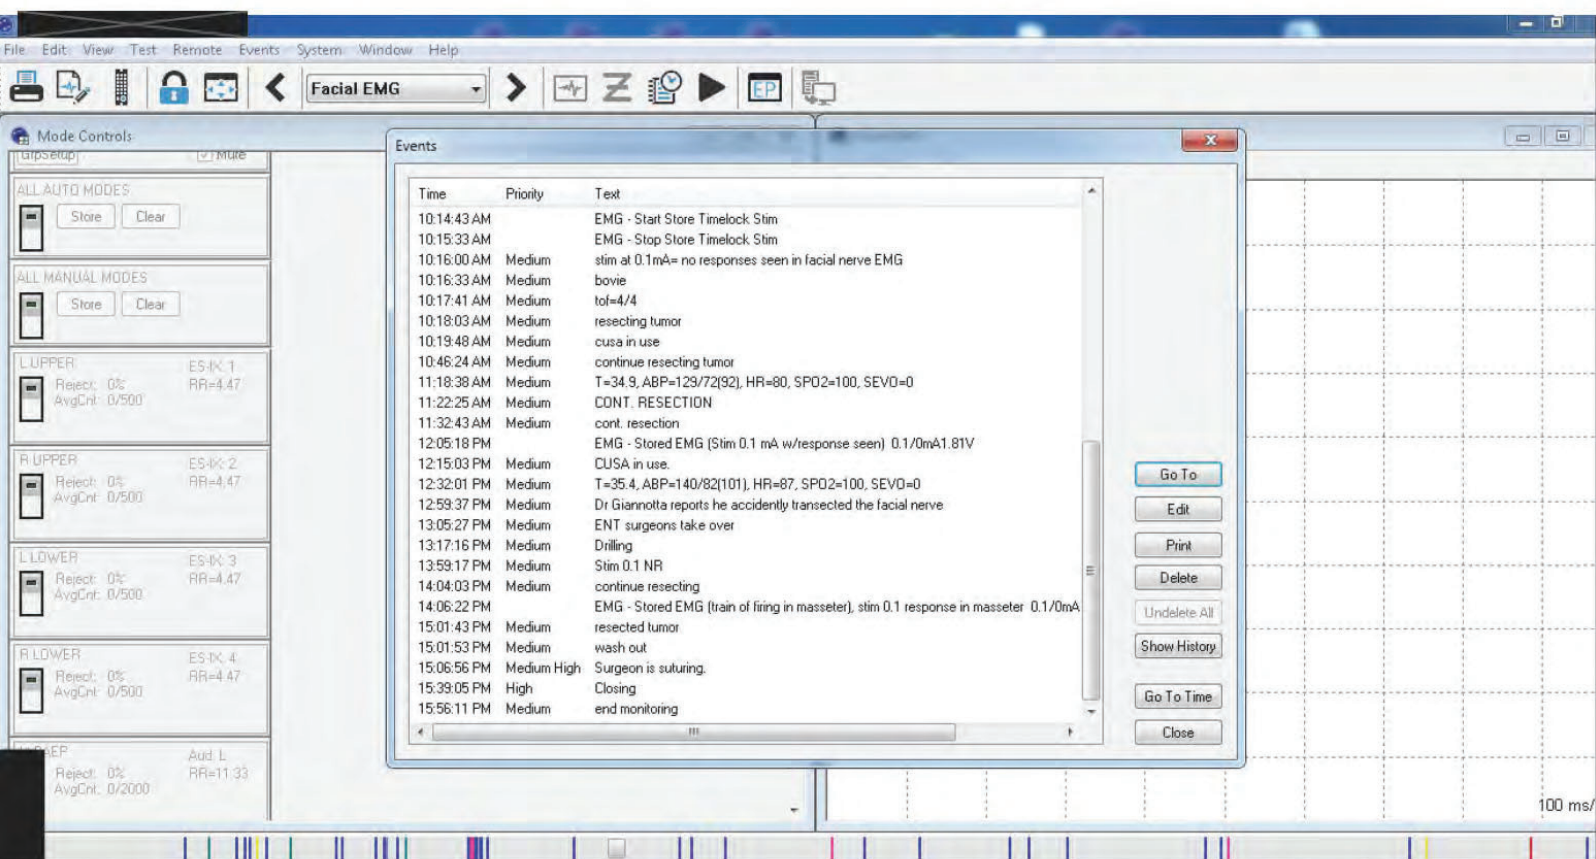 File Edit View Test Remote Events System Window Help
Facial EMG
EP
Mode Controls
GrpSetup Mute
ALL AUTO MODES
Store Clear
ALL MANUAL MODES
Store Clear
L UPPER ES-IX: 1
Reject: 0% RR=4.47
AvgCnt: 0/500
R UPPER ES-IX: 2
Reject: 0% RR=4.47
AvgCnt: 0/500
L LOWER ES-IX: 3
Reject: 0% RR=4.47
AvgCnt: 0/500
R LOWER ES-IX: 4
Reject: 0% RR=4.47
AvgCnt: 0/500
Aud: L
Reject: 0% RR=11.33
AvgCnt: 0/2000
Events
Time Priority Text
10:14:43 AM EMG - Start Store Timelock Stim
10:15:33 AM EMG - Stop Store Timelock Stim
10:16:00 AM Medium stim at 0.1mA= no responses seen in facial nerve EMG
10:16:33 AM Medium bovie
10:17:41 AM Medium tof=4/4
10:18:03 AM Medium resecting tumor
10:19:48 AM Medium cusa in use
10:46:24 AM Medium continue resecting tumor
11:18:38 AM Medium T=34.9, ABP=129/72(92), HR=80, SPO2=100, SEVO=0
11:22:25 AM Medium CONT. RESECTION
11:32:43 AM Medium cont. resection
12:05:18 PM EMG - Stored EMG (Stim 0.1 mA w/response seen) 0.1/0mA1.81V
12:15:03 PM Medium CUSA in use.
12:32:01 PM Medium T=35.4, ABP=140/82(101), HR=87, SPO2=100, SEVO=0
12:59:37 PM Medium Dr Giannotta reports he accidently transected the facial nerve
13:05:27 PM Medium ENT surgeons take over
13:17:16 PM Medium Drilling
13:59:17 PM Medium Stim 0.1 NR
14:04:03 PM Medium continue resecting
14:06:22 PM EMG - Stored EMG (train of firing in masseter), stim 0.1 response in masseter 0.1/0mA
15:01:43 PM Medium resected tumor
15:01:53 PM Medium wash out
15:06:56 PM Medium High Surgeon is suturing.
15:39:05 PM High Closing
15:56:11 PM Medium end monitoring
Go To
Edit
Print
Delete
Undelete All
Show History
Go To Time
Close
100 ms/